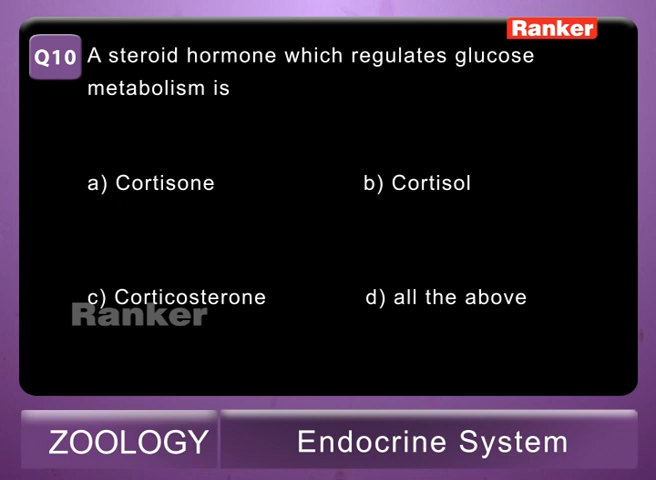 Ranker
Q10 A steroid hormone which regulates glucose
metabolism is
a) Cortisone b) Cortisol
c) Corticosterone d) all the above
Ranker
ZOOLOGY Endocrine System